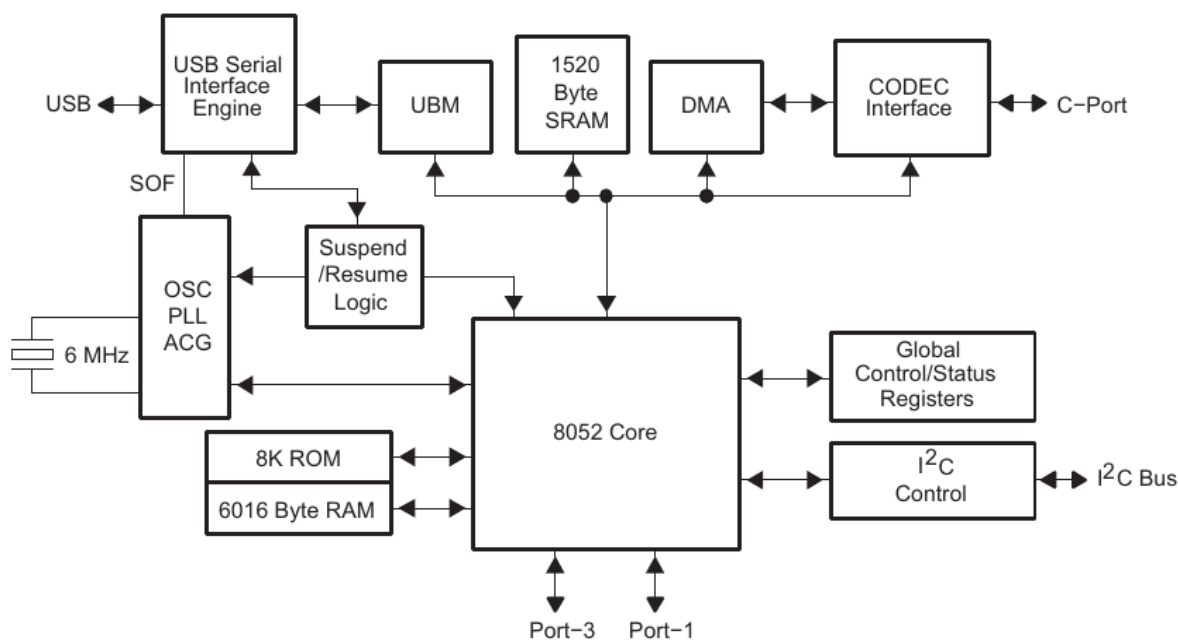 USB Serial
Interface
Engine
USB
UBM
1520
Byte
SRAM
DMA
CODEC
Interface
C−Port
SOF
Suspend
/Resume
Logic
OSC
PLL
ACG
6 MHz
8052 Core
Global
Control/Status
Registers
8K ROM
6016 Byte RAM
I²C
Control
I²C Bus
Port−3
Port−1